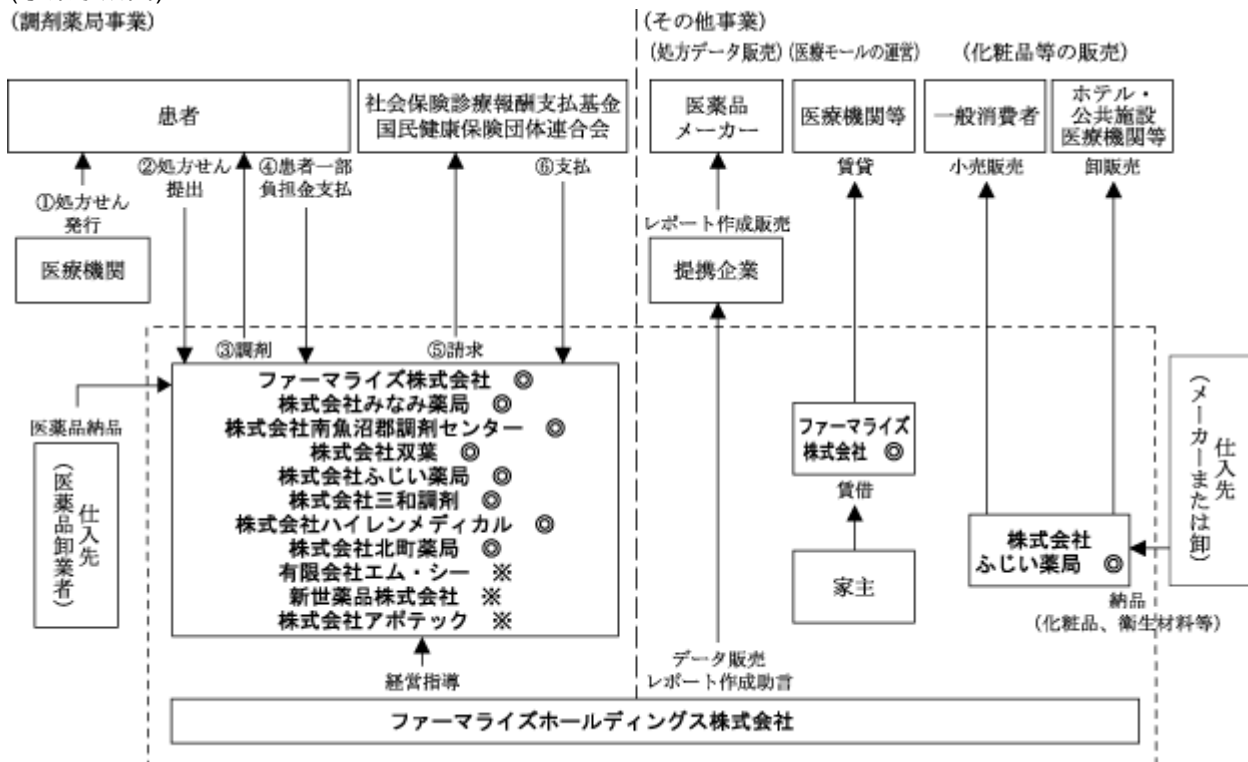 (調剤薬局事業)
(その他事業)
(処方データ販売)
(医療モールの運営)
(化粧品等の販売)
患者
社会保険診療報酬支払基金
国民健康保険団体連合会
医薬品
メーカー
医療機関等
一般消費者
ホテル・
公共施設
医療機関等
①処方せん
発行
②処方せん
提出
④患者一部
負担金支払
⑥支払
賃貸
小売販売
卸販売
レポート作成販売
医療機関
提携企業
③調剤
⑤請求
医薬品納品
仕入先
(医薬品卸業者)
ファーマライズ株式会社 ◎
株式会社みなみ薬局 ◎
株式会社南魚沼郡調剤センター ◎
株式会社双葉 ◎
株式会社ふじい薬局 ◎
株式会社三和調剤 ◎
株式会社ハイレンメディカル ◎
株式会社北町薬局 ◎
有限会社エム・シー ※
新世薬品株式会社 ※
株式会社アポテック ※
ファーマライズ
株式会社 ◎
賃借
家主
株式会社
ふじい薬局 ◎
仕入先
(メーカーまたは卸)
納品
(化粧品、衛生材料等)
経営指導
データ販売
レポート作成助言
ファーマライズホールディングス株式会社